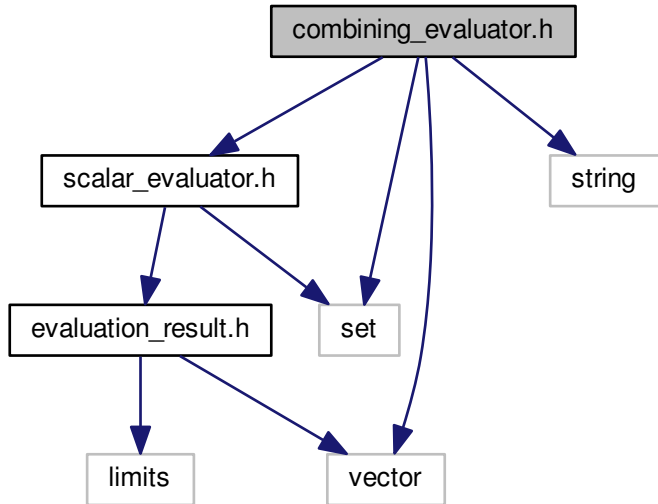 combining_evaluator.h
scalar_evaluator.h
string
evaluation_result.h
set
limits
vector